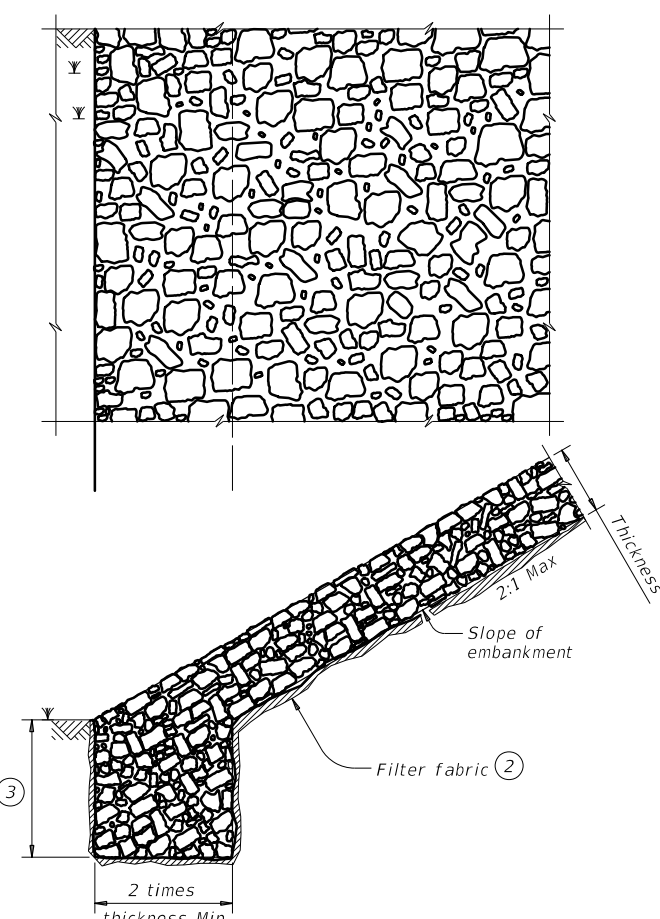 Thickness
2:1 Max
Slope of
embankment
Filter fabric 2
3
2 times
thickness Min